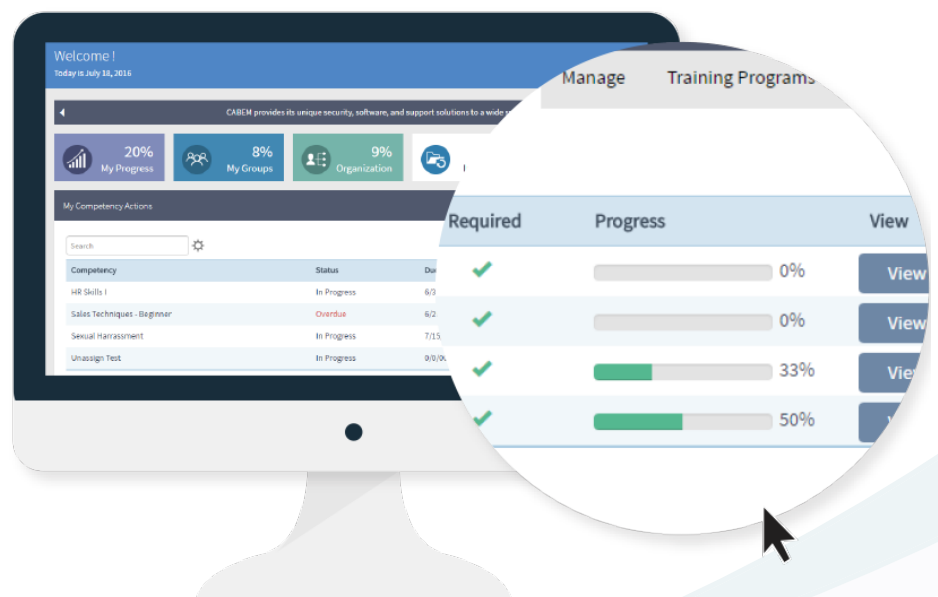 Welcome !
Today is July 18, 2016
CABEM provides its unique security, software, and support solutions to a wide
20%
My Progress
8%
My Groups
9%
Organization
My Competency Actions
Search
Competency Status
HR Skills I In Progress
Sales Techniques - Beginner Overdue
Sexual Harrassment In Progress
Unassign Test In Progress
Manage Training Programs
Required Progress View
0% View
0% View
33%
50%